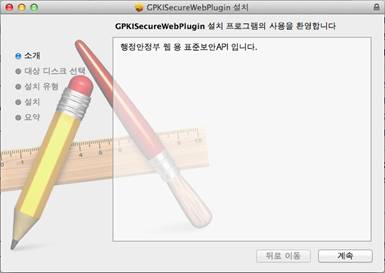 GPKISecureWebPlugin 설치
GPKISecureWebPlugin 설치 프로그램의 사용을 환영합니다
소개
대상 디스크 선택
설치 유형
설치
요약
행정안정부 웹 용 표준보안API 입니다.
뒤로 이동
계속